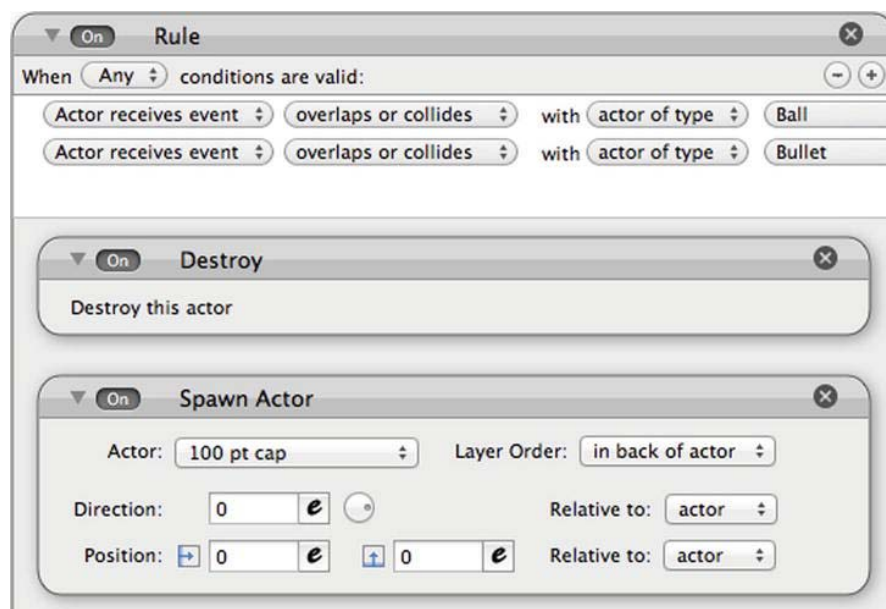 On Rule
When Any conditions are valid:
Actor receives event overlaps or collides with actor of type Ball
Actor receives event overlaps or collides with actor of type Bullet
On Destroy
Destroy this actor
On Spawn Actor
Actor: 100 pt cap Layer Order: in back of actor
Direction: 0 e Relative to: actor
Position: 0 e 0 e Relative to: actor